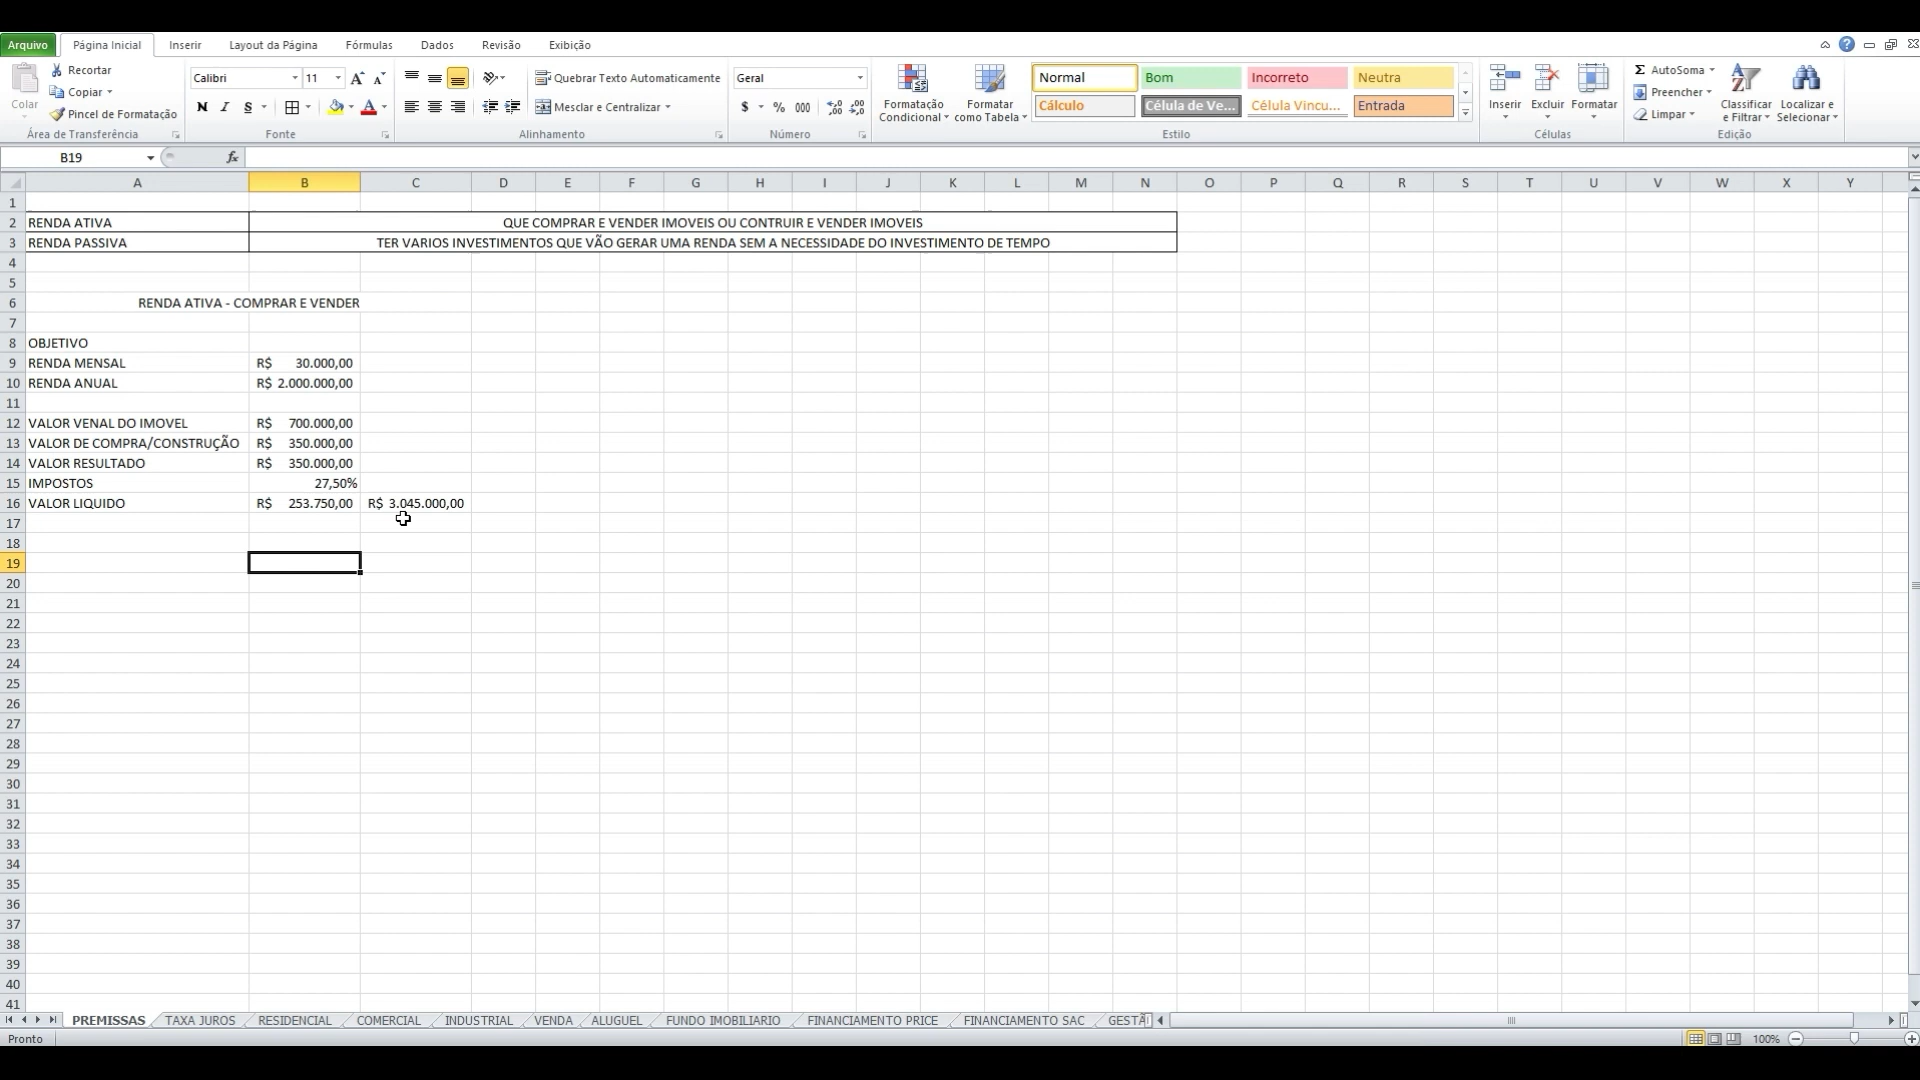 Arquivo Página Inicial Inserir Layout da Página Fórmulas Dados Revisão Exibição
Colar
Recortar
Copiar
Pincel de Formatação
Área de Transferência
Calibri 11
N I S
Fonte
Quebrar Texto Automaticamente
Mesclar e Centralizar
Alinhamento
Geral
$ % 000
Número
Formatação Condicional
Formatar como Tabela
Normal Bom Incorreto Neutra
Cálculo Célula de Ve... Célula Vincu... Entrada
Estilo
Inserir Excluir Formatar
Células
AutoSoma
Preencher
Limpar
Classificar e Filtrar
Localizar e Selecionar
Edição
B19 fx
A B C D E F G H I J K L M N O P Q R S T U V W X Y
1
2 RENDA ATIVA QUE COMPRAR E VENDER IMOVEIS OU CONTRUIR E VENDER IMOVEIS
3 RENDA PASSIVA TER VARIOS INVESTIMENTOS QUE VÃO GERAR UMA RENDA SEM A NECESSIDADE DO INVESTIMENTO DE TEMPO
4
5
6 RENDA ATIVA - COMPRAR E VENDER
7
8 OBJETIVO
9 RENDA MENSAL R$ 30.000,00
10 RENDA ANUAL R$ 2.000.000,00
11
12 VALOR VENAL DO IMOVEL R$ 700.000,00
13 VALOR DE COMPRA/CONSTRUÇÃO R$ 350.000,00
14 VALOR RESULTADO R$ 350.000,00
15 IMPOSTOS 27,50%
16 VALOR LIQUIDO R$ 253.750,00 R$ 3.045.000,00
17
18
19
20
21
22
23
24
25
26
27
28
29
30
31
32
33
34
35
36
37
38
39
40
41
PREMISSAS TAXA JUROS RESIDENCIAL COMERCIAL INDUSTRIAL VENDA ALUGUEL FUNDO IMOBILIARIO FINANCIAMENTO PRICE FINANCIAMENTO SAC GESTÃ
Pronto 100%